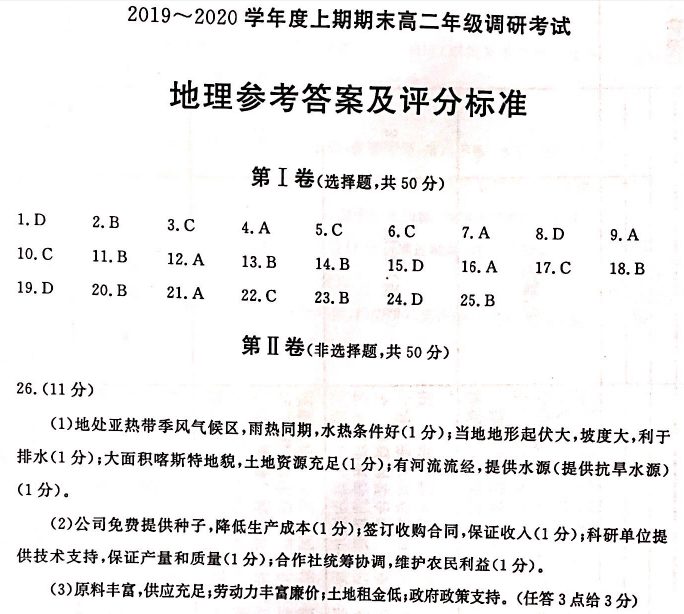 2019～2020 学年度上期期末高二年级调研考试
地理参考答案及评分标准
第Ⅰ卷(选择题,共 50 分)
1. D 2. B 3. C 4. A 5. C 6. C 7. A 8. D 9. A
10. C 11. B 12. A 13. B 14. B 15. D 16. A 17. C 18. B
19. D 20. B 21. A 22. C 23. B 24. D 25. B
第Ⅱ卷(非选择题,共 50 分)
26. (11 分)
(1)地处亚热带季风气候区,雨热同期,水热条件好(1 分);当地地形起伏大,坡度大,利于
排水(1 分);大面积喀斯特地貌,土地资源充足(1 分);有河流流经,提供水源(提供抗旱水源)
(1 分)。
(2)公司免费提供种子,降低生产成本(1 分);签订收购合同,保证收入(1 分);科研单位提
供技术支持,保证产量和质量(1 分);合作社统筹协调,维护农民利益(1 分)。
(3)原料丰富,供应充足;劳动力丰富廉价;土地租金低;政府政策支持。(任答 3 点给 3 分)